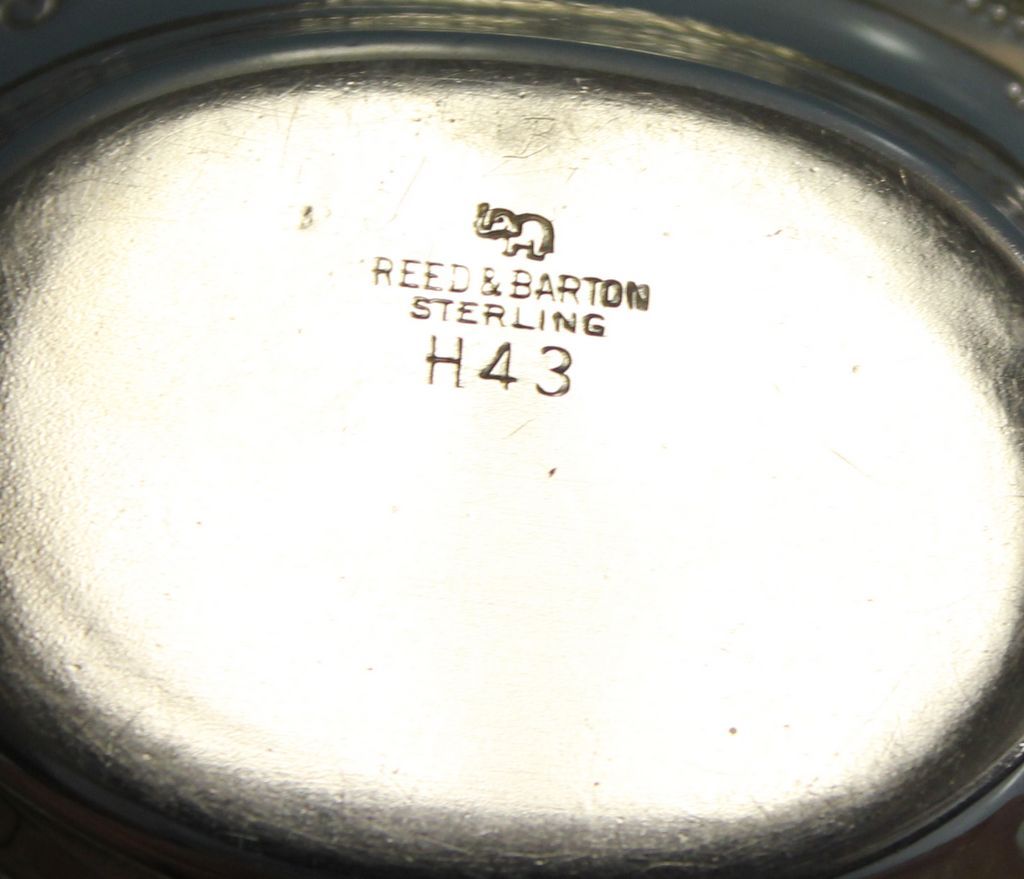 REED & BARTON
STERLING
H43